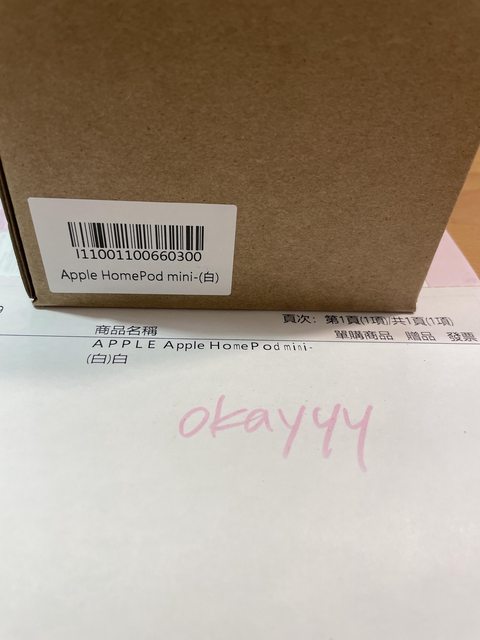 I11001100660300
Apple HomePod mini-(白)
9
頁次: 第1頁(1項)/共1頁(1項)
商品名稱 單購商品 贈品 發票
APPLE Apple HomePod mini-
(白)白
okayyy